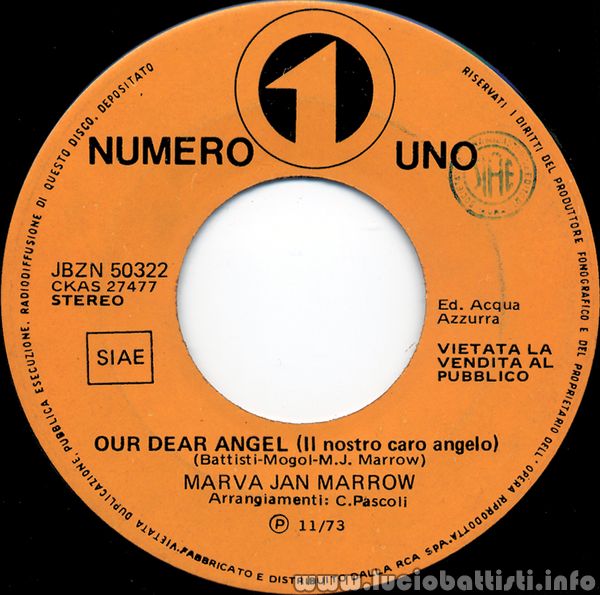 NUMERO 1 UNO
JBZN 50322
CKAS 27477
STEREO
SIAE
Ed. Acqua
Azzurra
VIETATA LA
VENDITA AL
PUBBLICO
OUR DEAR ANGEL (Il nostro caro angelo)
(Battisti-Mogol-M.J. Marrow)
MARVA JAN MARROW
Arrangiamenti: C.Pascoli
Ⓟ 11/73
RISERVATI I DIRITTI DEL PRODUTTORE FONOGRAFICO E DEL PROPRIETARIO DELL'OPERA RIPRODOTTA. VIETATA DUPLICAZIONE, PUBBLICA ESECUZIONE, RADIODIFFUSIONE DI QUESTO DISCO. DEPOSITATO
FABBRICATO E DISTRIBUITO DALLA RCA SpA
SIAE
www.luciobattisti.info